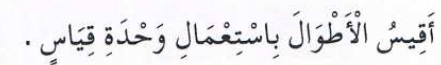 أَقِيسُ الْأَطْوَالَ بِاسْتِعْمَالِ وَحْدَةِ قِيَاسٍ .